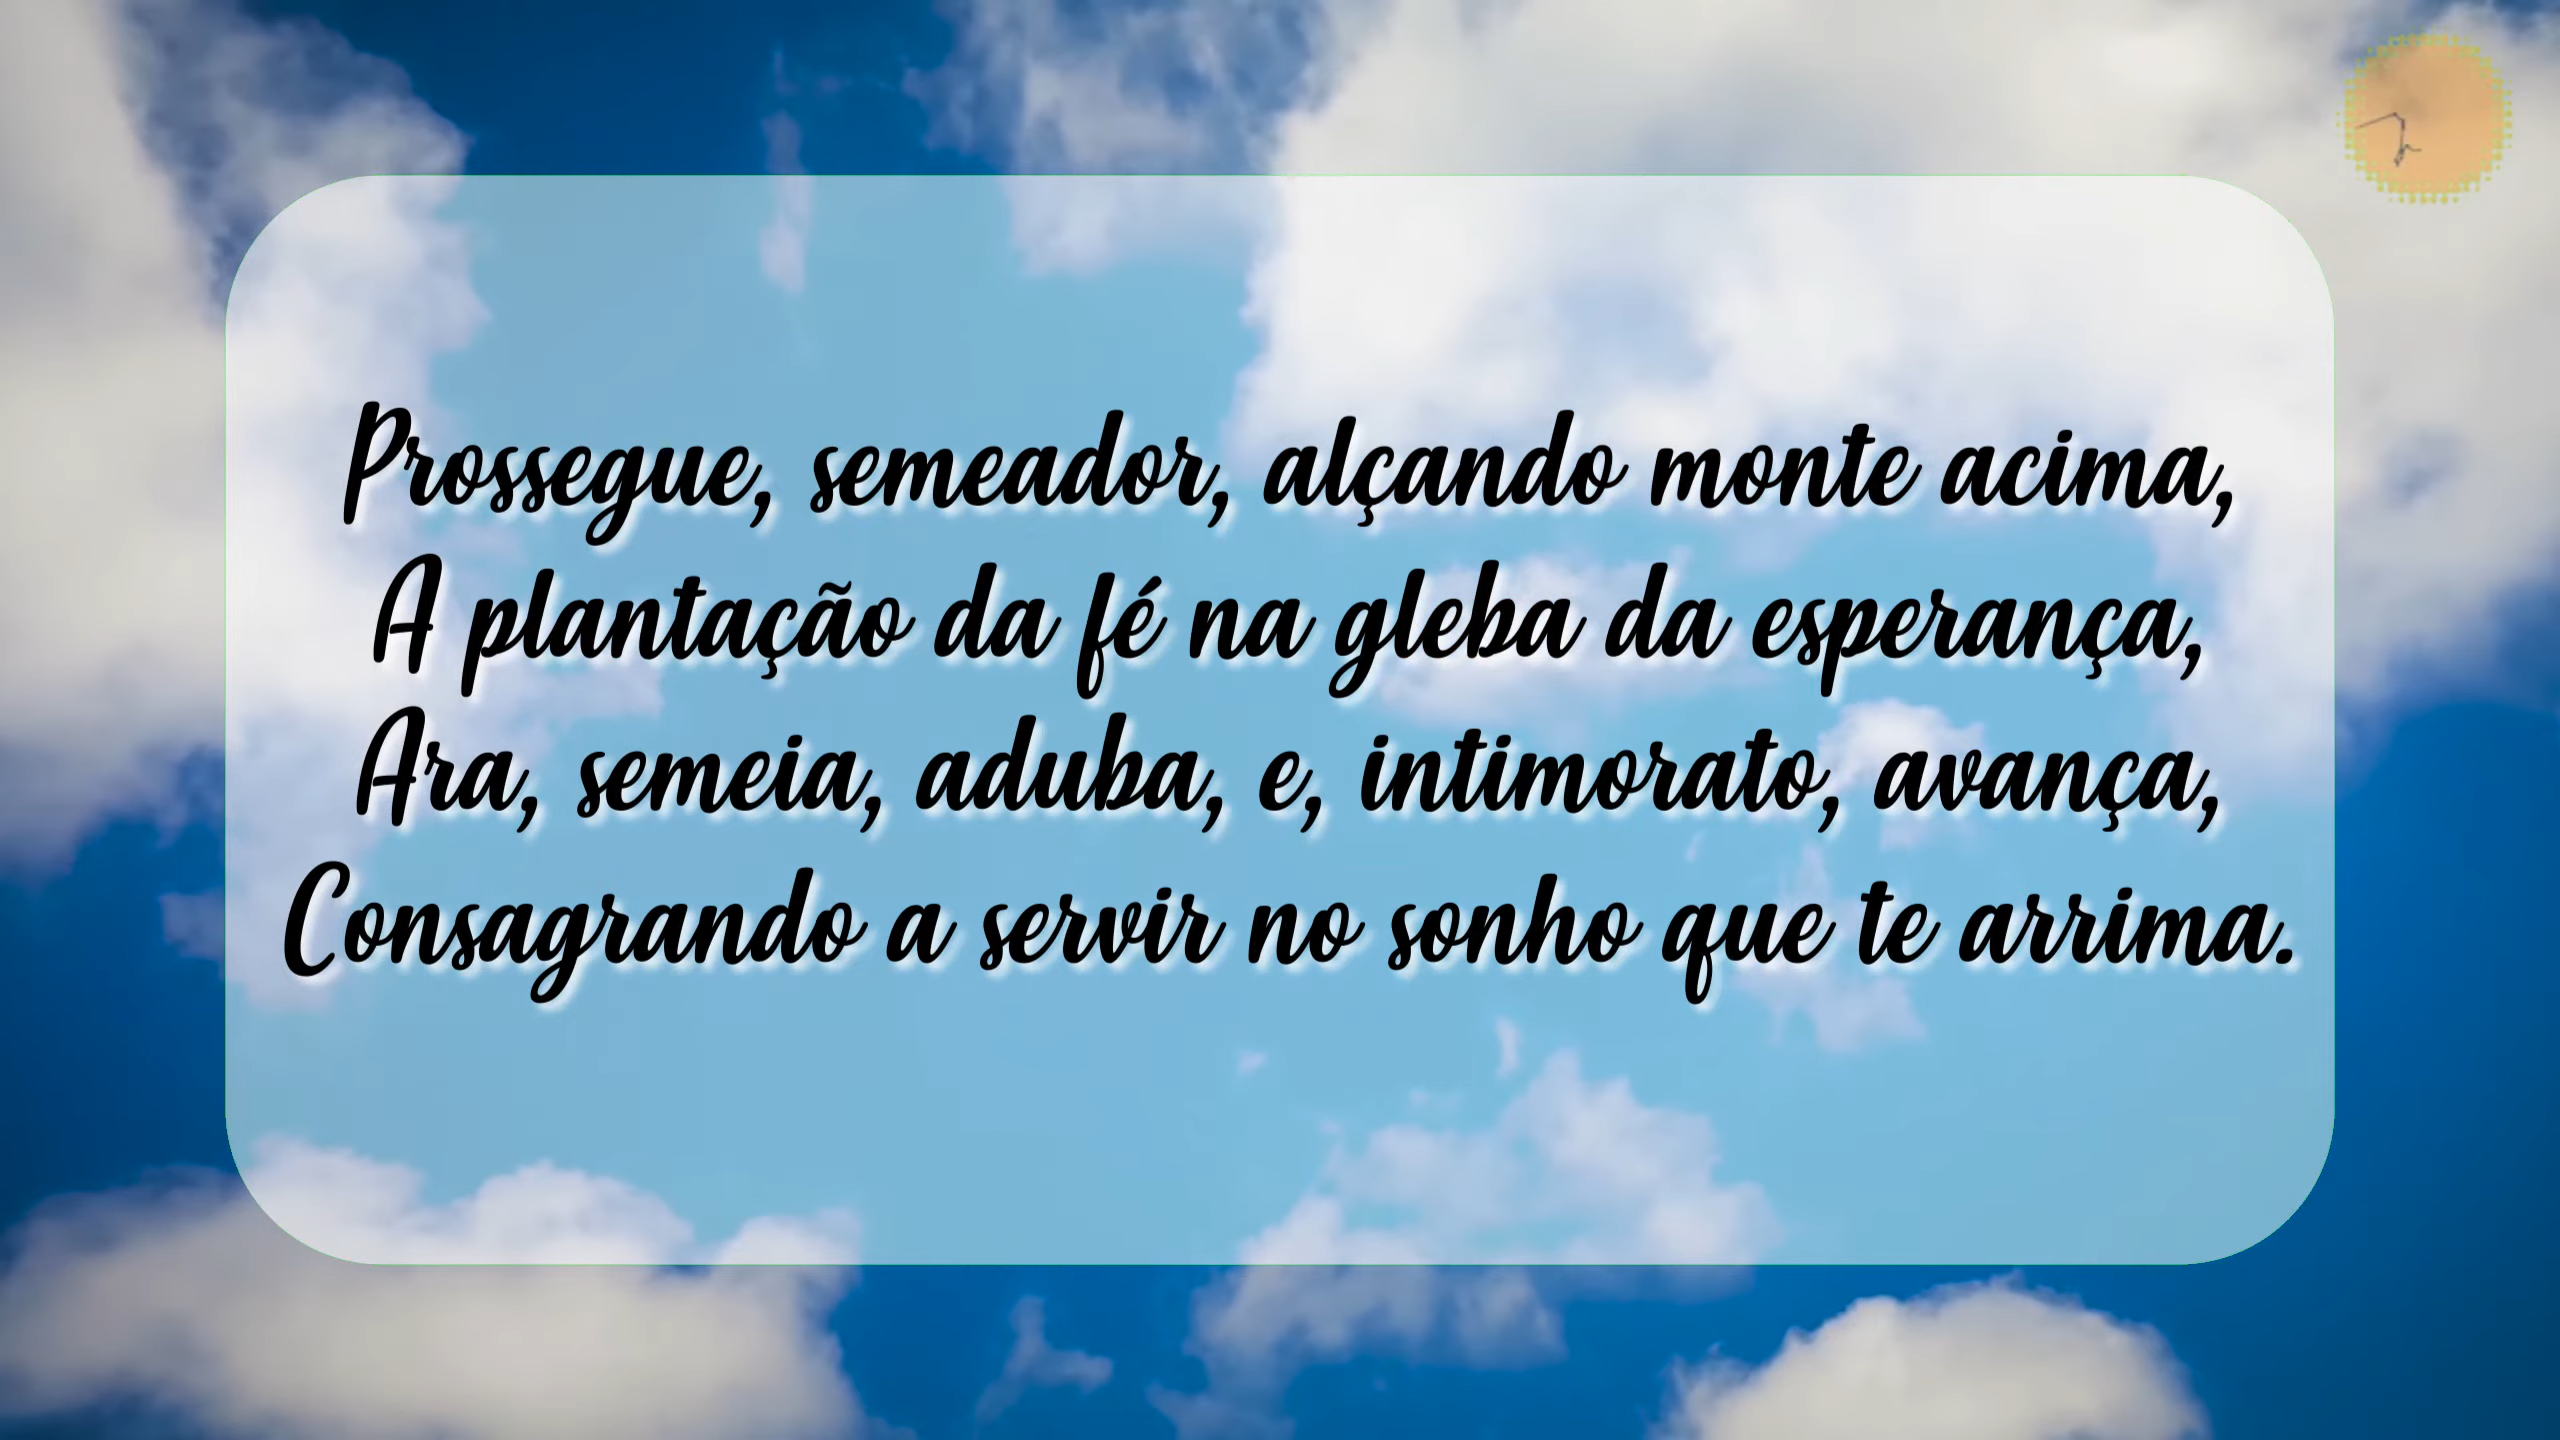 Prossegue, semeador, alçando monte acima,
A plantação da fé na gleba da esperança,
Ara, semeia, aduba, e, intimorato, avança,
Consagrando a servir no sonho que te arrima.